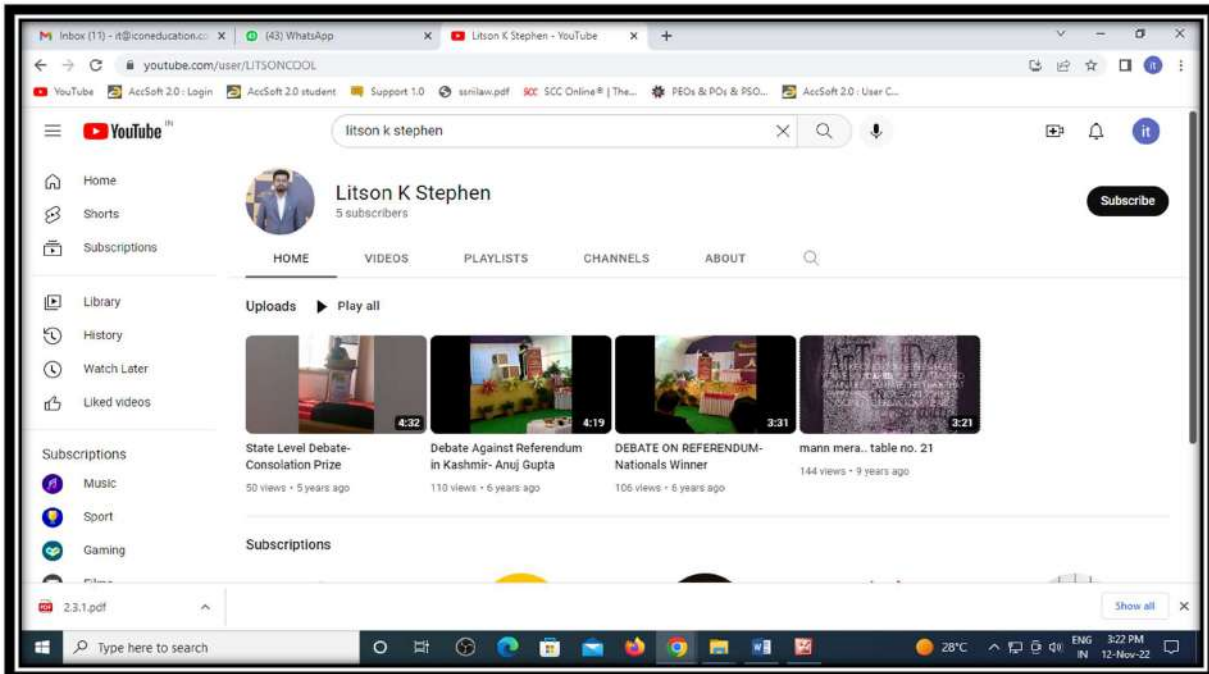 Inbox (11) - it@iconeducation.co
(43) WhatsApp
Litson K Stephen - YouTube
youtube.com/user/LITSONCOOL
it
YouTube
AccSoft 2.0 : Login
AccSoft 2.0 student
Support 1.0
ssnilaw.pdf
SCC SCC Online® | The...
PEOs & POs & PSO...
AccSoft 2.0 : User C...
YouTube IN
litson k stephen
it
Home
Shorts
Subscriptions
Library
History
Watch Later
Liked videos
Subscriptions
Music
Sport
Gaming
Litson K Stephen
5 subscribers
Subscribe
HOME VIDEOS PLAYLISTS CHANNELS ABOUT
Uploads Play all
4:32
4:19
3:31
3:21
State Level Debate-
Consolation Prize
50 views • 5 years ago
Debate Against Referendum
in Kashmir- Anuj Gupta
110 views • 6 years ago
DEBATE ON REFERENDUM-
Nationals Winner
106 views • 6 years ago
mann mera.. table no. 21
144 views • 9 years ago
Subscriptions
PDF 2.3.1.pdf
Show all
Type here to search
28°C
ENG
IN
3:22 PM
12-Nov-22